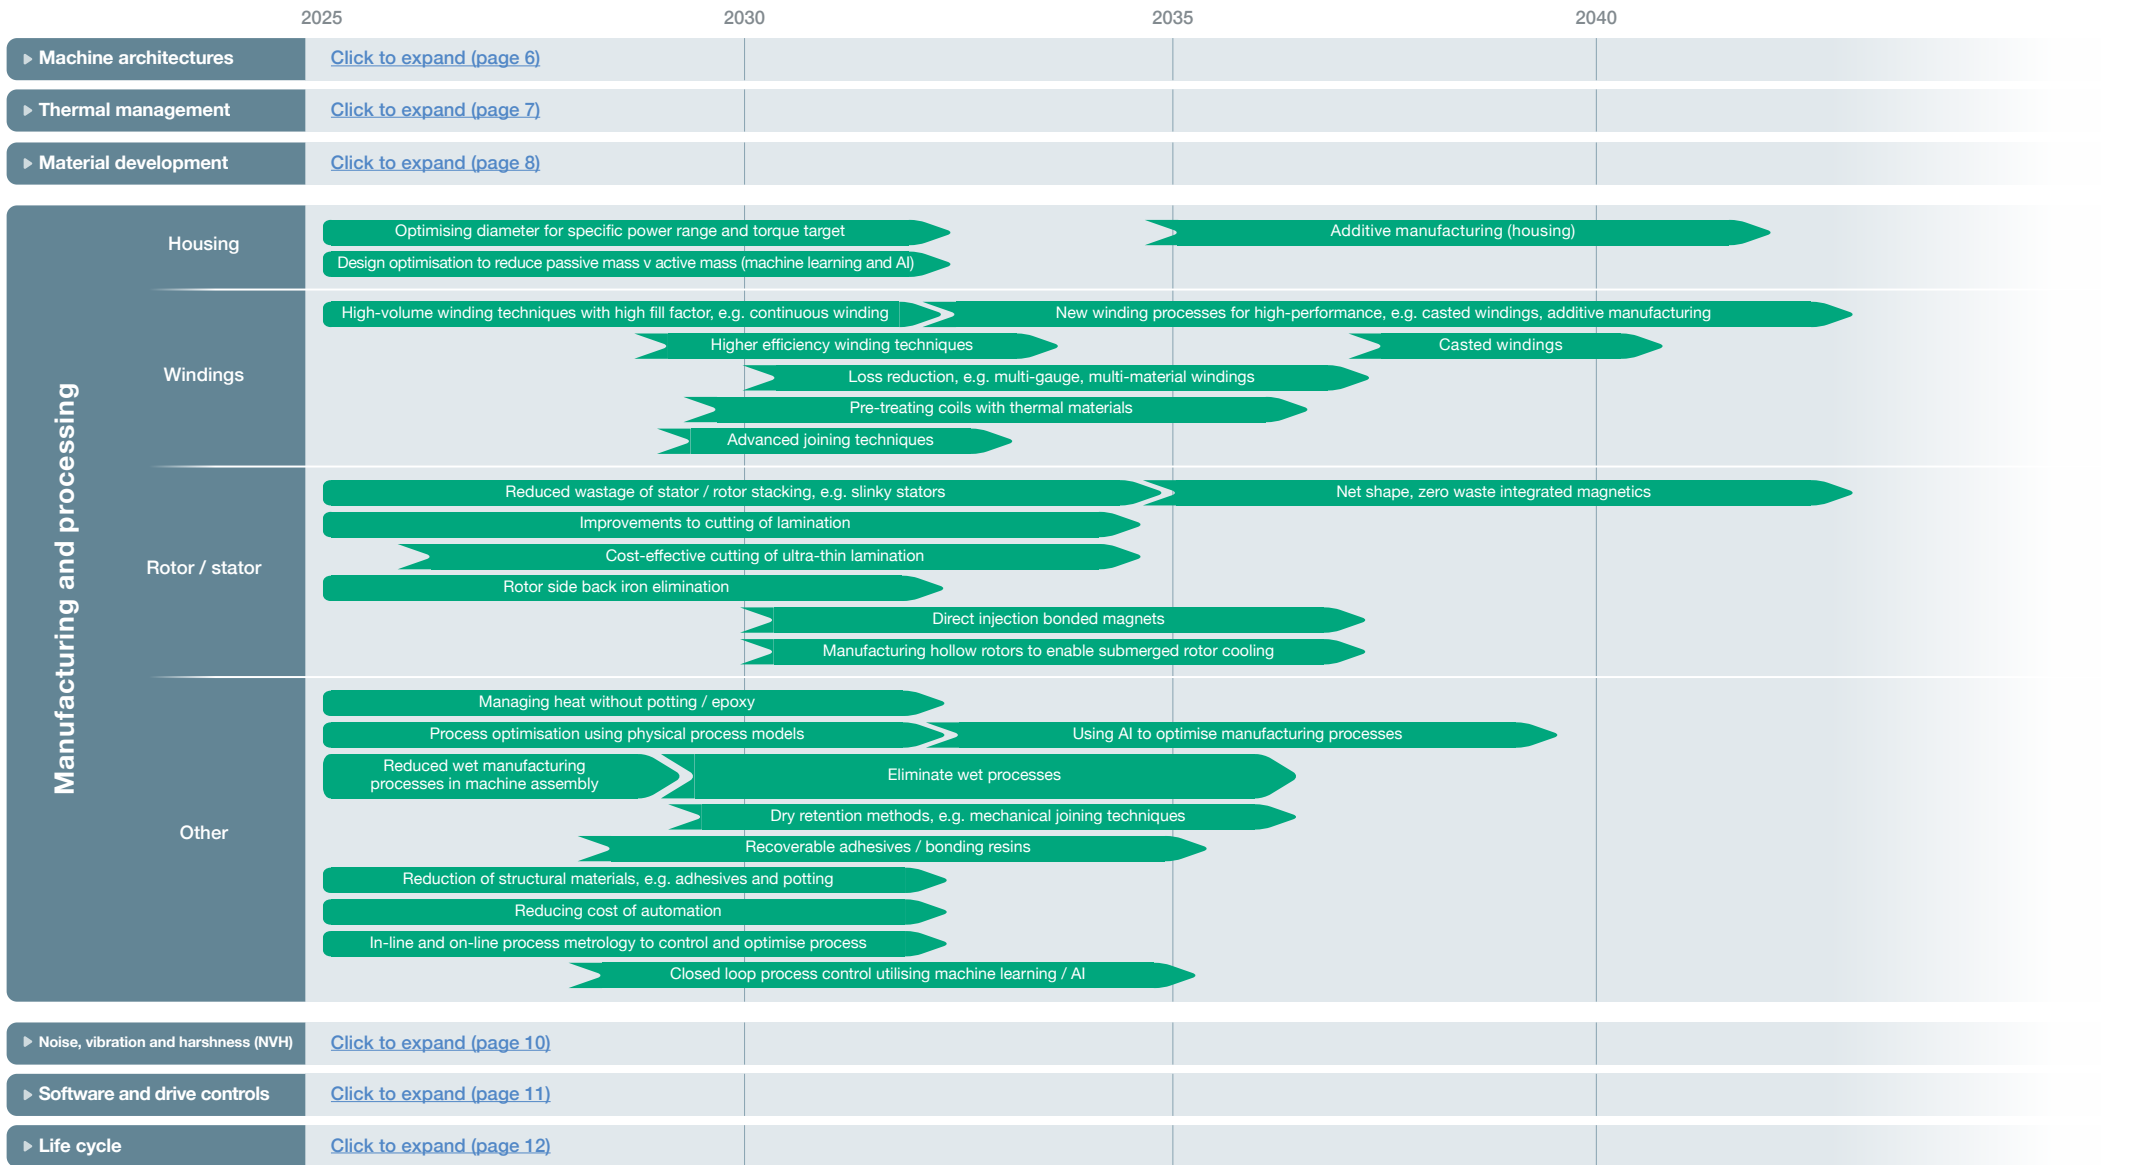 2025 2030 2035 2040
Machine architectures Click to expand (page 6)
Thermal management Click to expand (page 7)
Material development Click to expand (page 8)
Manufacturing and processing
Housing
Optimising diameter for specific power range and torque target Additive manufacturing (housing)
Design optimisation to reduce passive mass v active mass (machine learning and AI)
Windings
High-volume winding techniques with high fill factor, e.g. continuous winding New winding processes for high-performance, e.g. casted windings, additive manufacturing
Higher efficiency winding techniques Casted windings
Loss reduction, e.g. multi-gauge, multi-material windings
Pre-treating coils with thermal materials
Advanced joining techniques
Rotor / stator
Reduced wastage of stator / rotor stacking, e.g. slinky stators Net shape, zero waste integrated magnetics
Improvements to cutting of lamination
Cost-effective cutting of ultra-thin lamination
Rotor side back iron elimination
Direct injection bonded magnets
Manufacturing hollow rotors to enable submerged rotor cooling
Other
Managing heat without potting / epoxy
Process optimisation using physical process models Using AI to optimise manufacturing processes
Reduced wet manufacturing
processes in machine assembly
Eliminate wet processes
Dry retention methods, e.g. mechanical joining techniques
Recoverable adhesives / bonding resins
Reduction of structural materials, e.g. adhesives and potting
Reducing cost of automation
In-line and on-line process metrology to control and optimise process
Closed loop process control utilising machine learning / AI
Noise, vibration and harshness (NVH) Click to expand (page 10)
Software and drive controls Click to expand (page 11)
Life cycle Click to expand (page 12)